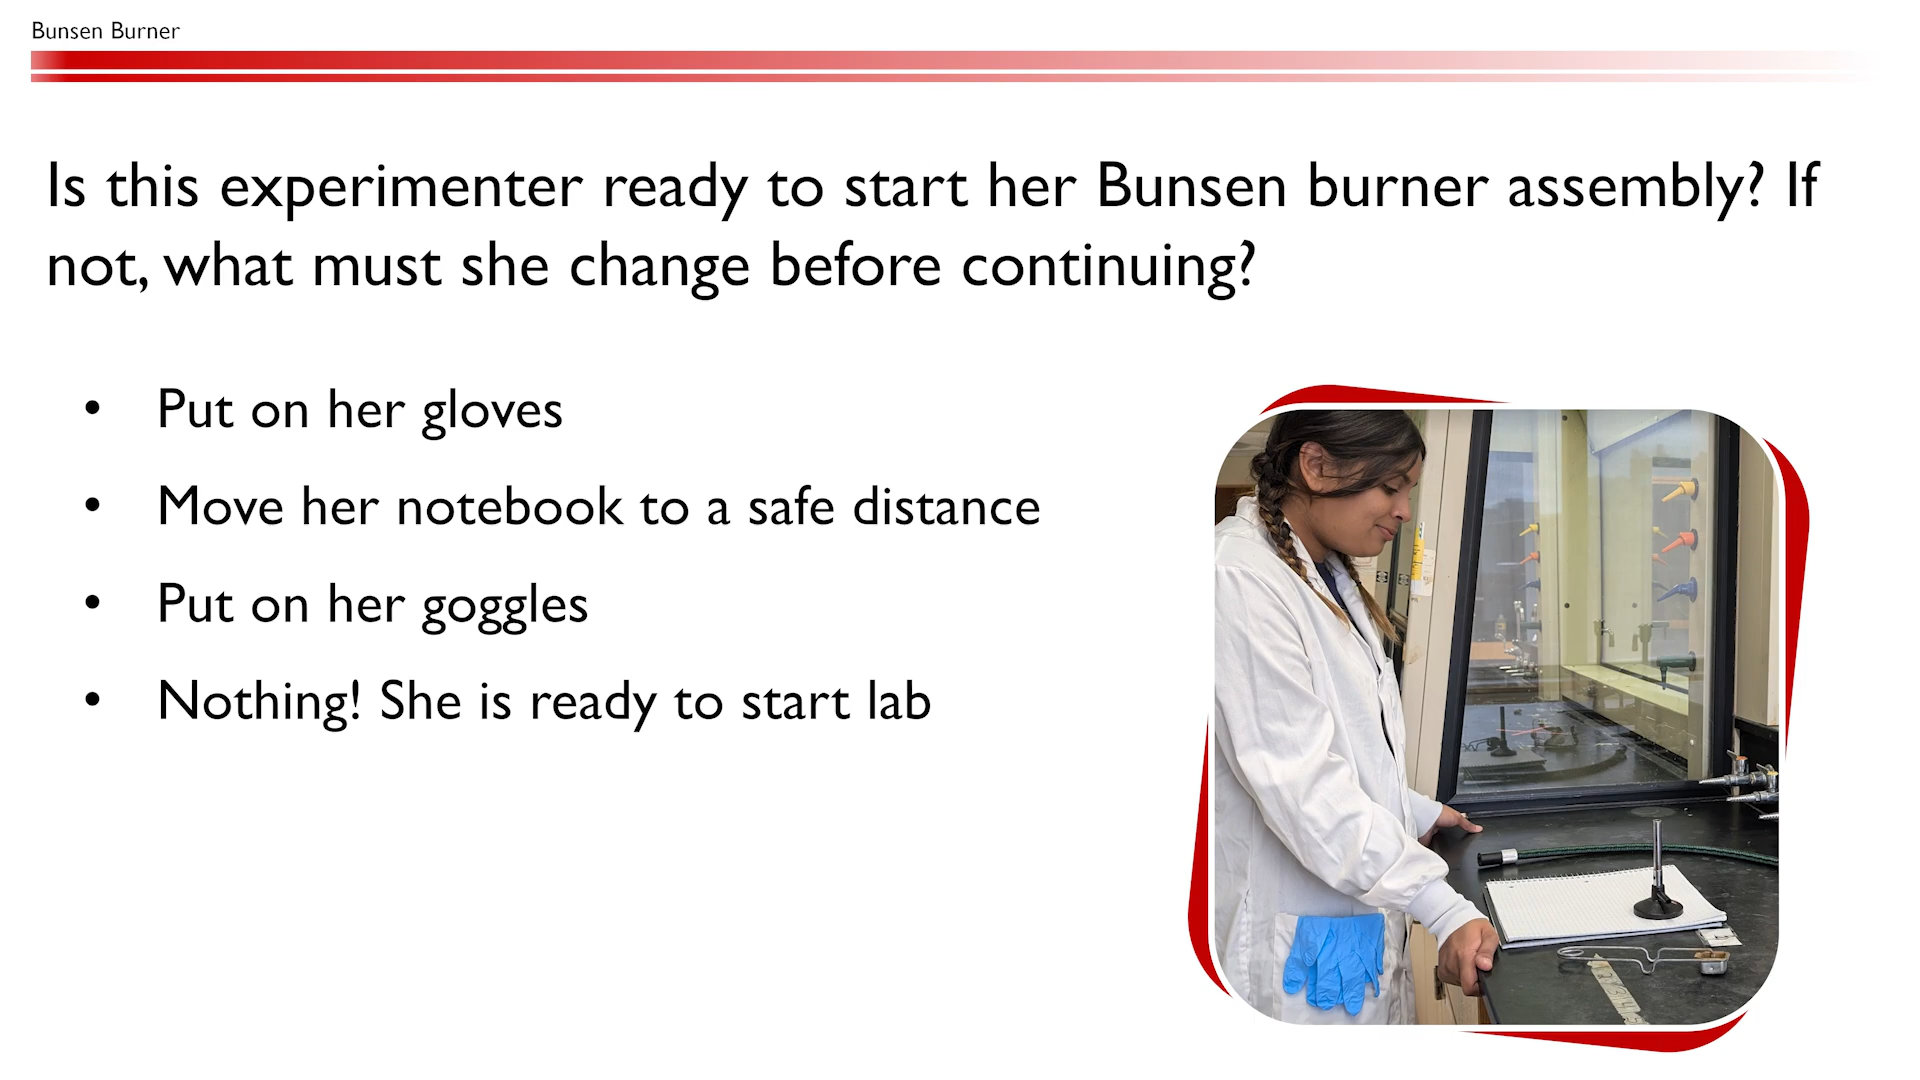 Bunsen Burner
Is this experimenter ready to start her Bunsen burner assembly? If
not, what must she change before continuing?
• Put on her gloves
• Move her notebook to a safe distance
• Put on her goggles
• Nothing! She is ready to start lab